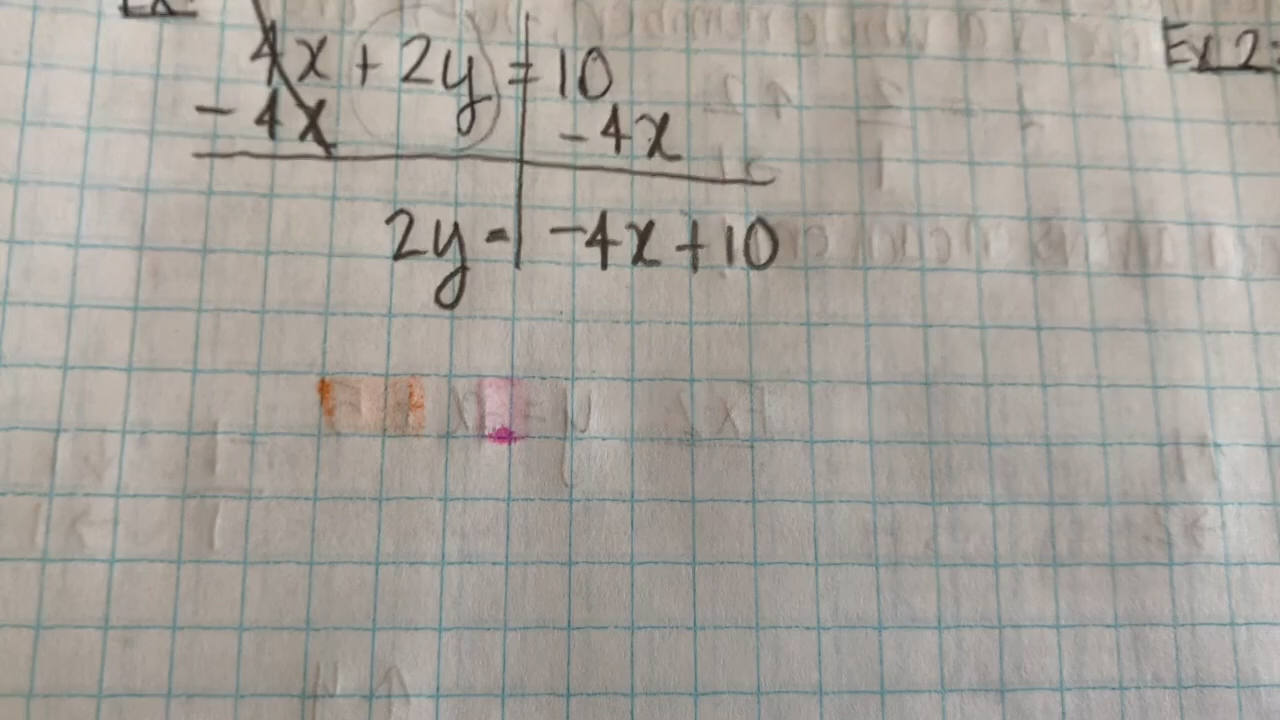 4x + 2y = 10
Ex 2:
- 4x - 4x
2y = -4x + 10